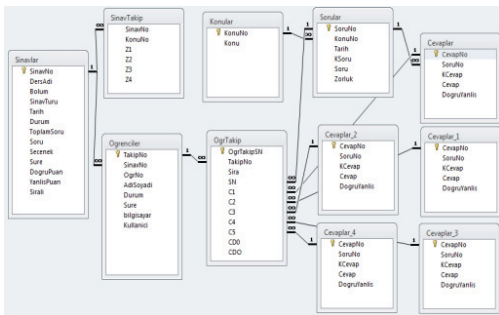 SinavTakip
SinavNo
KonuNo
Z1
Z2
Z3
Z4
Konular
KonuNo
Konu
Sorular
SoruNo
KonuNo
Tarih
KSoru
Soru
Zorluk
Cevaplar
CevapNo
SoruNo
KCevap
Cevap
DogruYanlis
Sinavlar
SinavNo
DersAdi
Bolum
SinavTuru
Tarih
Durum
ToplamSoru
Soru
Secenek
Sure
DogruPuan
YanlisPuan
Sirali
Ogrenciler
TakipNo
SinavNo
OgrNo
AdiSoyadi
Durum
Sure
bilgisayar
Kullanici
OgrTakip
OgrTakipSN
TakipNo
Sira
SN
C1
C2
C3
C4
C5
CD0
CDO
Cevaplar_2
CevapNo
SoruNo
KCevap
Cevap
DogruYanlis
Cevaplar_1
CevapNo
SoruNo
KCevap
Cevap
DogruYanlis
Cevaplar_4
CevapNo
SoruNo
KCevap
Cevap
DogruYanlis
Cevaplar_3
CevapNo
SoruNo
KCevap
Cevap
DogruYanlis